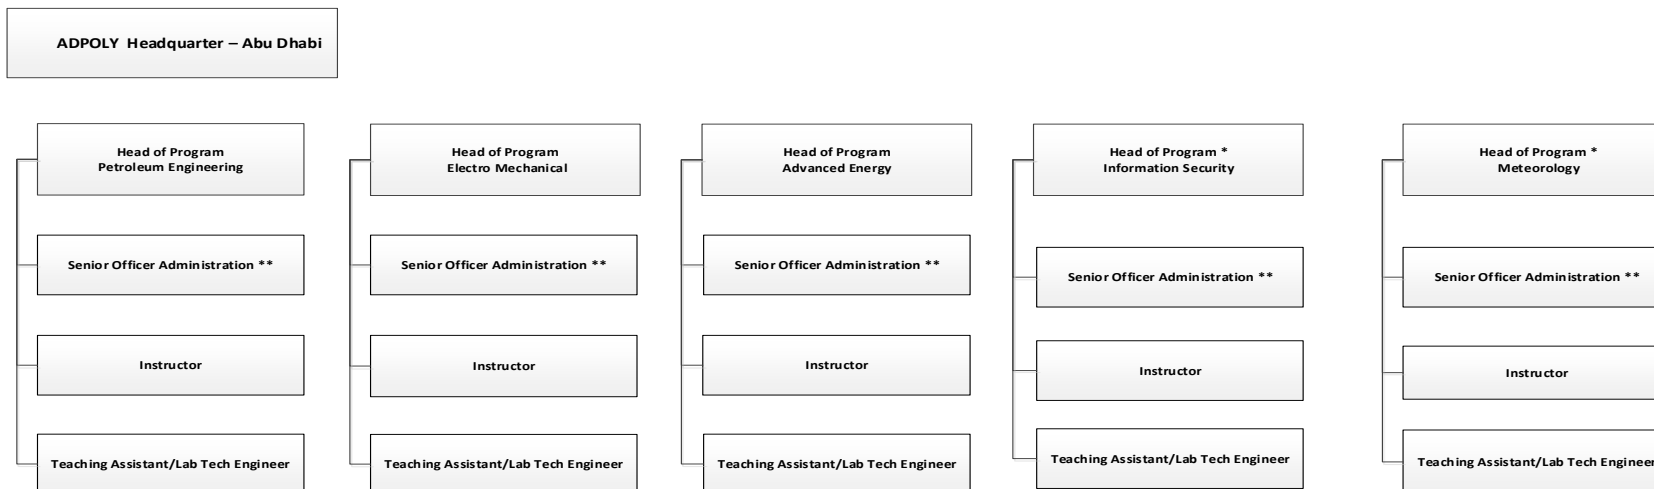 ADPOLY Headquarter – Abu Dhabi
Head of Program
Petroleum Engineering
Senior Officer Administration **
Instructor
Teaching Assistant/Lab Tech Engineer
Head of Program
Electro Mechanical
Senior Officer Administration **
Instructor
Teaching Assistant/Lab Tech Engineer
Head of Program
Advanced Energy
Senior Officer Administration **
Instructor
Teaching Assistant/Lab Tech Engineer
Head of Program *
Information Security
Senior Officer Administration **
Instructor
Teaching Assistant/Lab Tech Engineer
Head of Program *
Meteorology
Senior Officer Administration **
Instructor
Teaching Assistant/Lab Tech Engineer